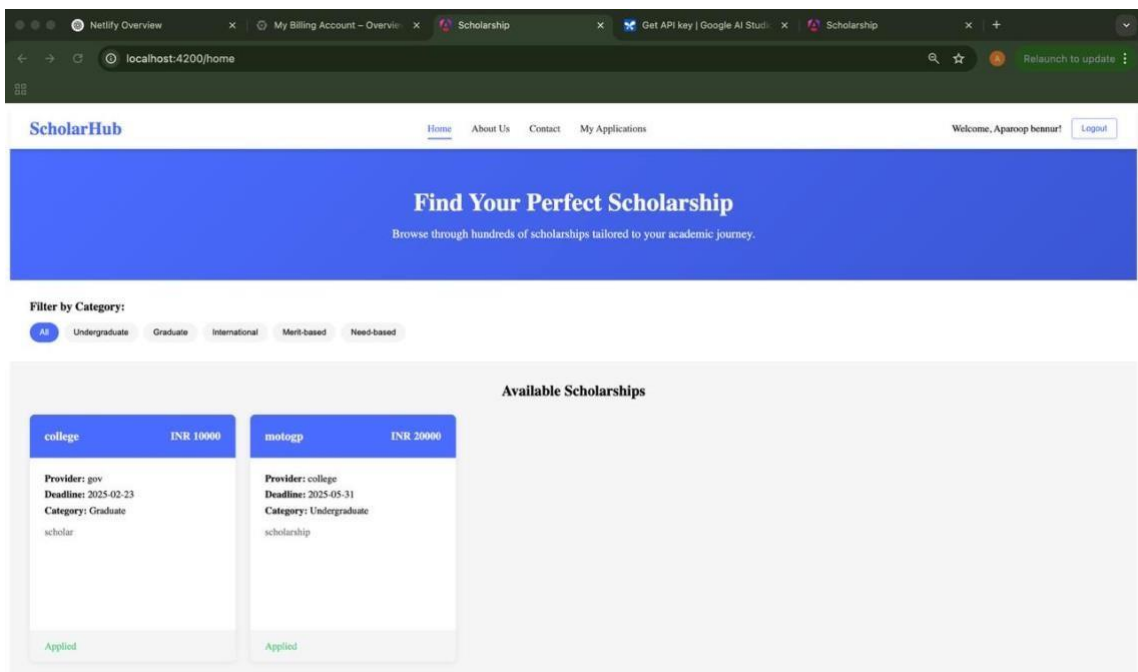 Netlify Overview
My Billing Account – Overvie
Scholarship
Get API key | Google AI Studi
Scholarship
localhost:4200/home
Relaunch to update
ScholarHub
Home About Us Contact My Applications
Welcome, Aparoop bennur! Logout
Find Your Perfect Scholarship
Browse through hundreds of scholarships tailored to your academic journey.
Filter by Category:
All Undergraduate Graduate International Merit-based Need-based
Available Scholarships
college INR 10000
Provider: gov
Deadline: 2025-02-23
Category: Graduate
scholar
Applied
motogp INR 20000
Provider: college
Deadline: 2025-05-31
Category: Undergraduate
scholarship
Applied